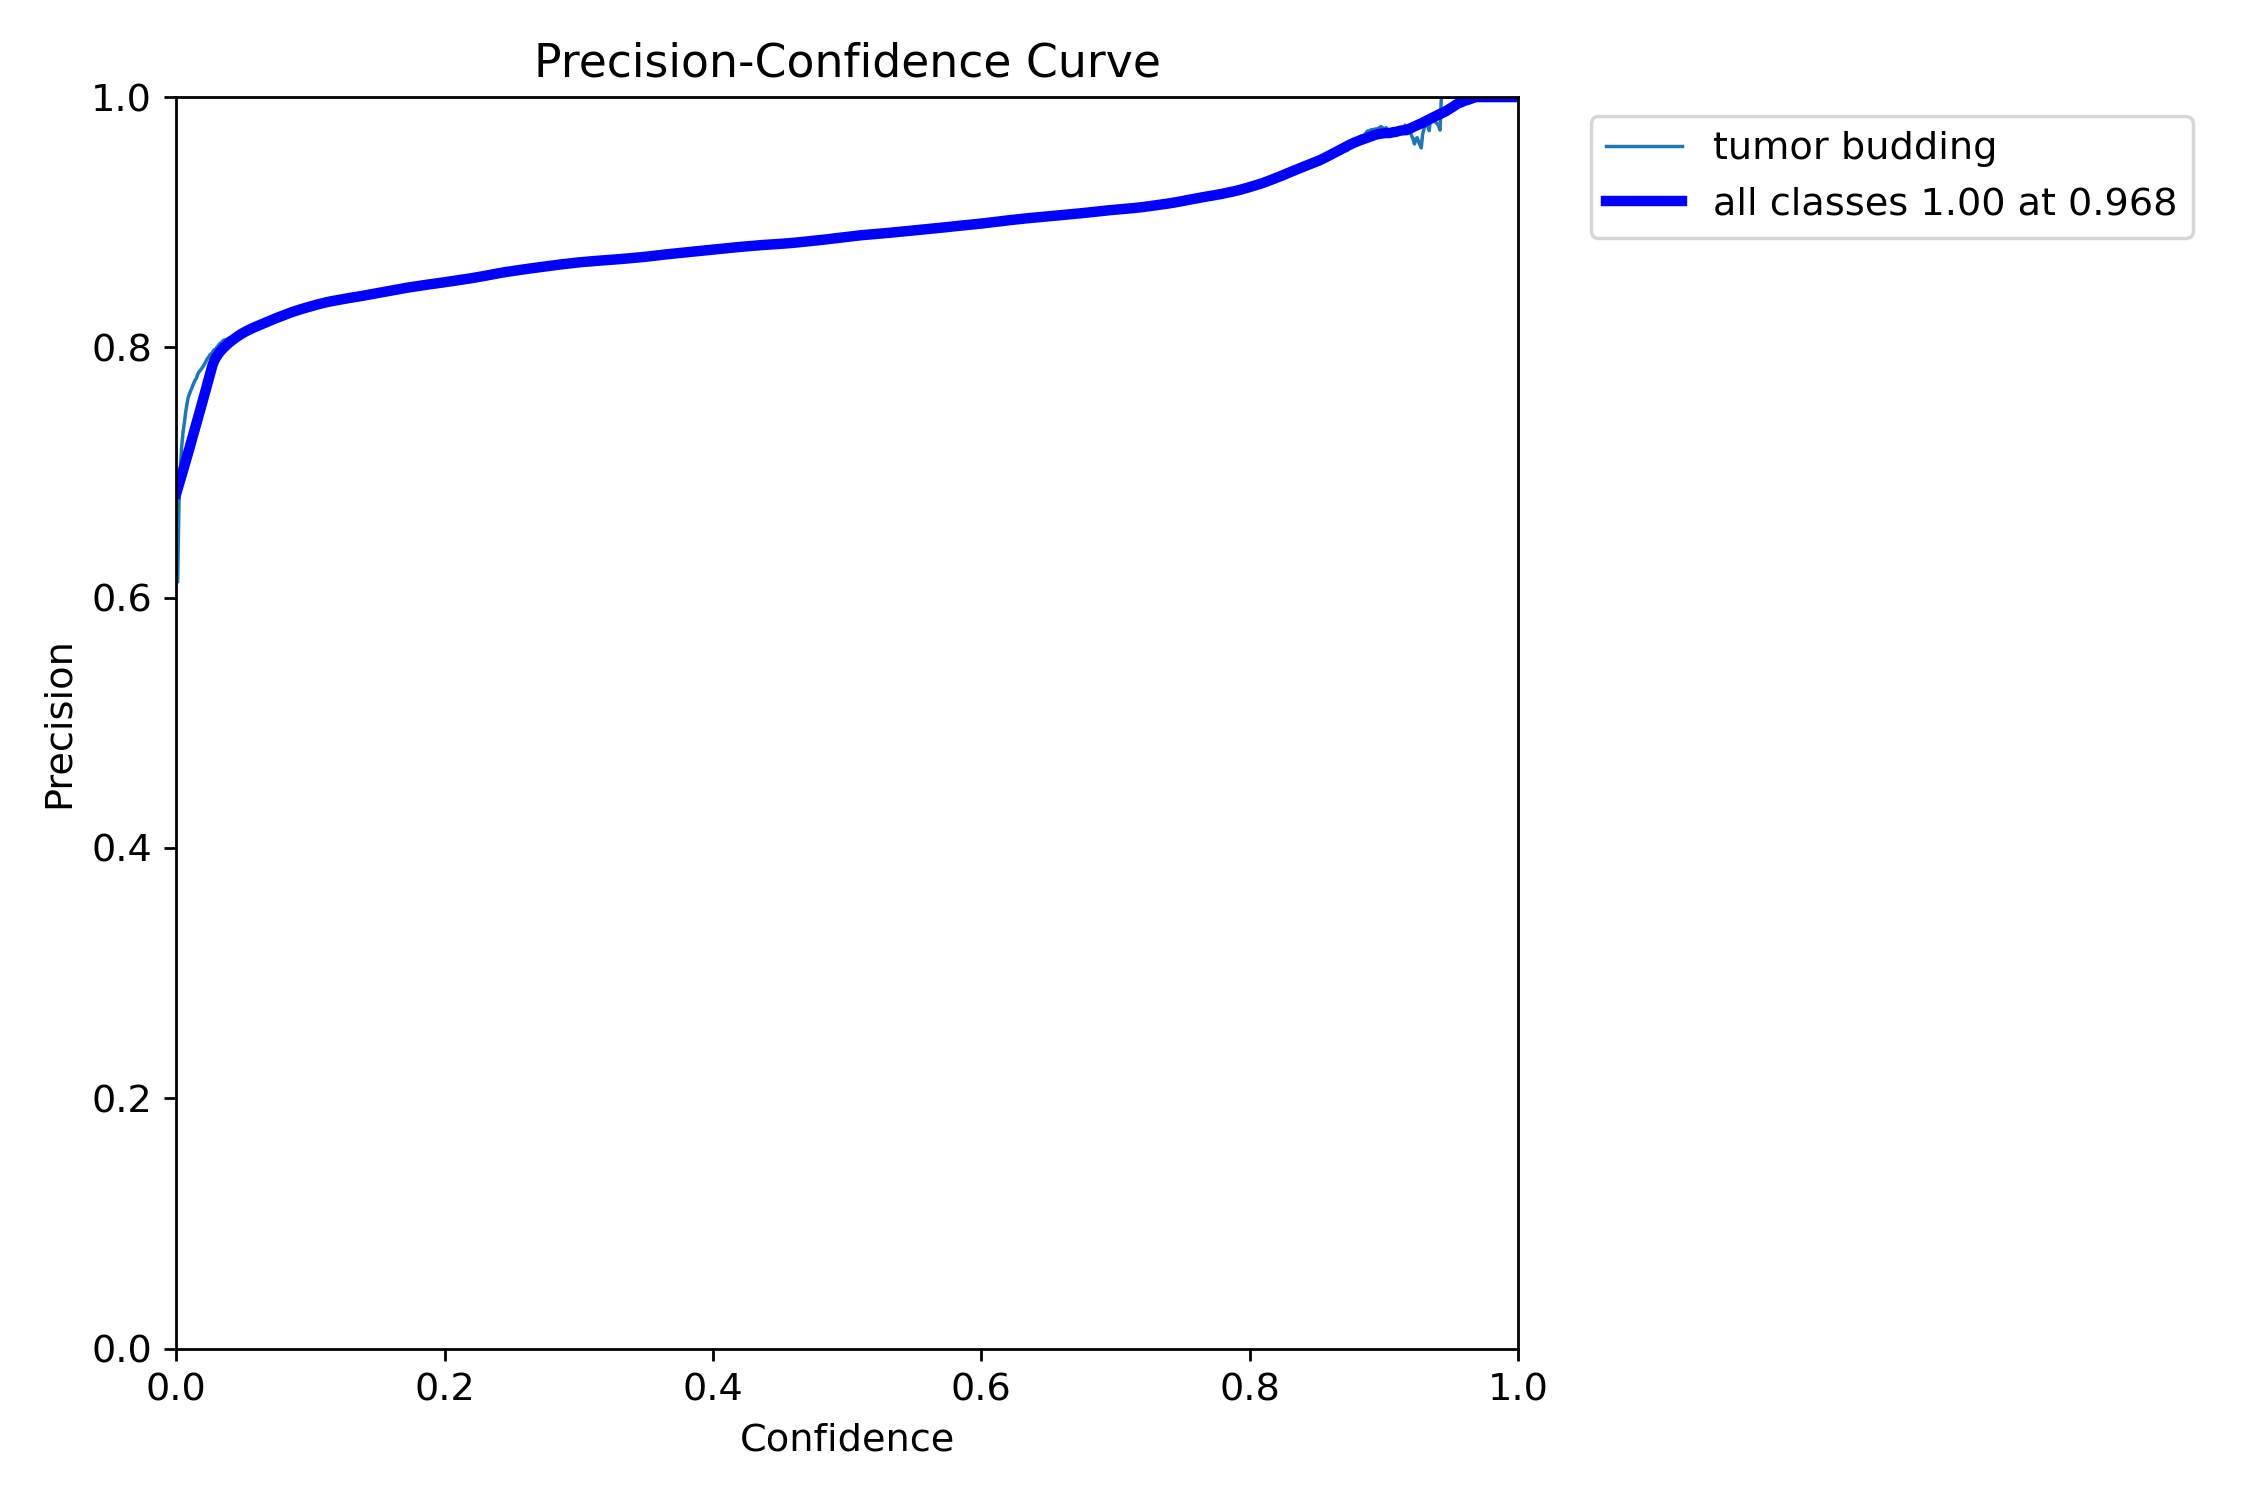 Precision-Confidence Curve
1.0
0.8
0.6
0.4
0.2
0.0
Precision
0.0 0.2 0.4 0.6 0.8 1.0
Confidence
tumor budding
all classes 1.00 at 0.968